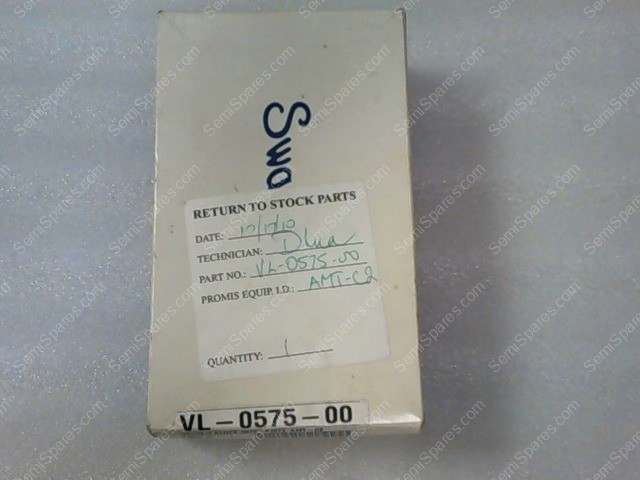 Swa
RETURN TO STOCK PARTS
DATE: 10/12/10
TECHNICIAN:
PART NO.: VL-0575-00
PROMIS EQUIP. I.D.: AMT-C2
QUANTITY: 1
VL-0575-00
SemiSpares.com